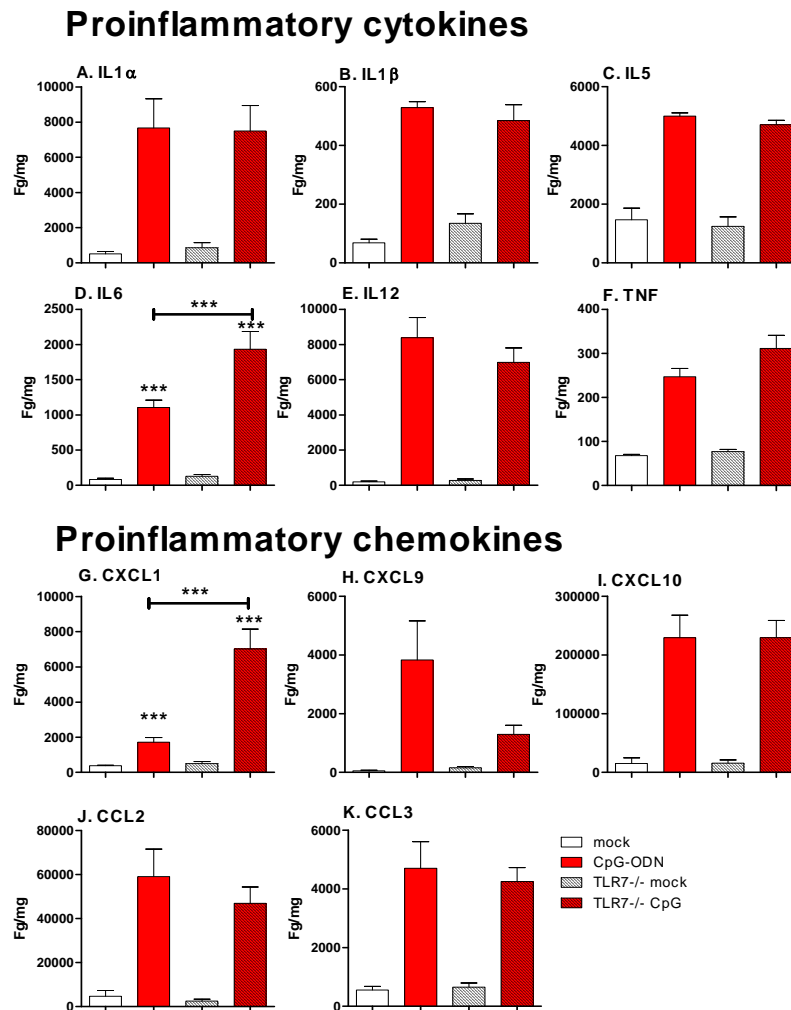 Proinflammatory cytokines
A. IL1α
10000
8000
6000
4000
2000
0
Fg/mg
B. IL1β
600
400
200
0
Fg/mg
C. IL5
6000
4000
2000
0
Fg/mg
D. IL6
2500
2000
1500
1000
500
0
Fg/mg
***
***
***
E. IL12
10000
8000
6000
4000
2000
0
Fg/mg
F. TNF
400
300
200
100
0
Fg/mg
Proinflammatory chemokines
G. CXCL1
10000
8000
6000
4000
2000
0
Fg/mg
***
***
***
H. CXCL9
6000
4000
2000
0
Fg/mg
I. CXCL10
300000
200000
100000
0
Fg/mg
J. CCL2
80000
60000
40000
20000
0
Fg/mg
K. CCL3
6000
4000
2000
0
Fg/mg
mock
CpG-ODN
TLR7-/- mock
TLR7-/- CpG